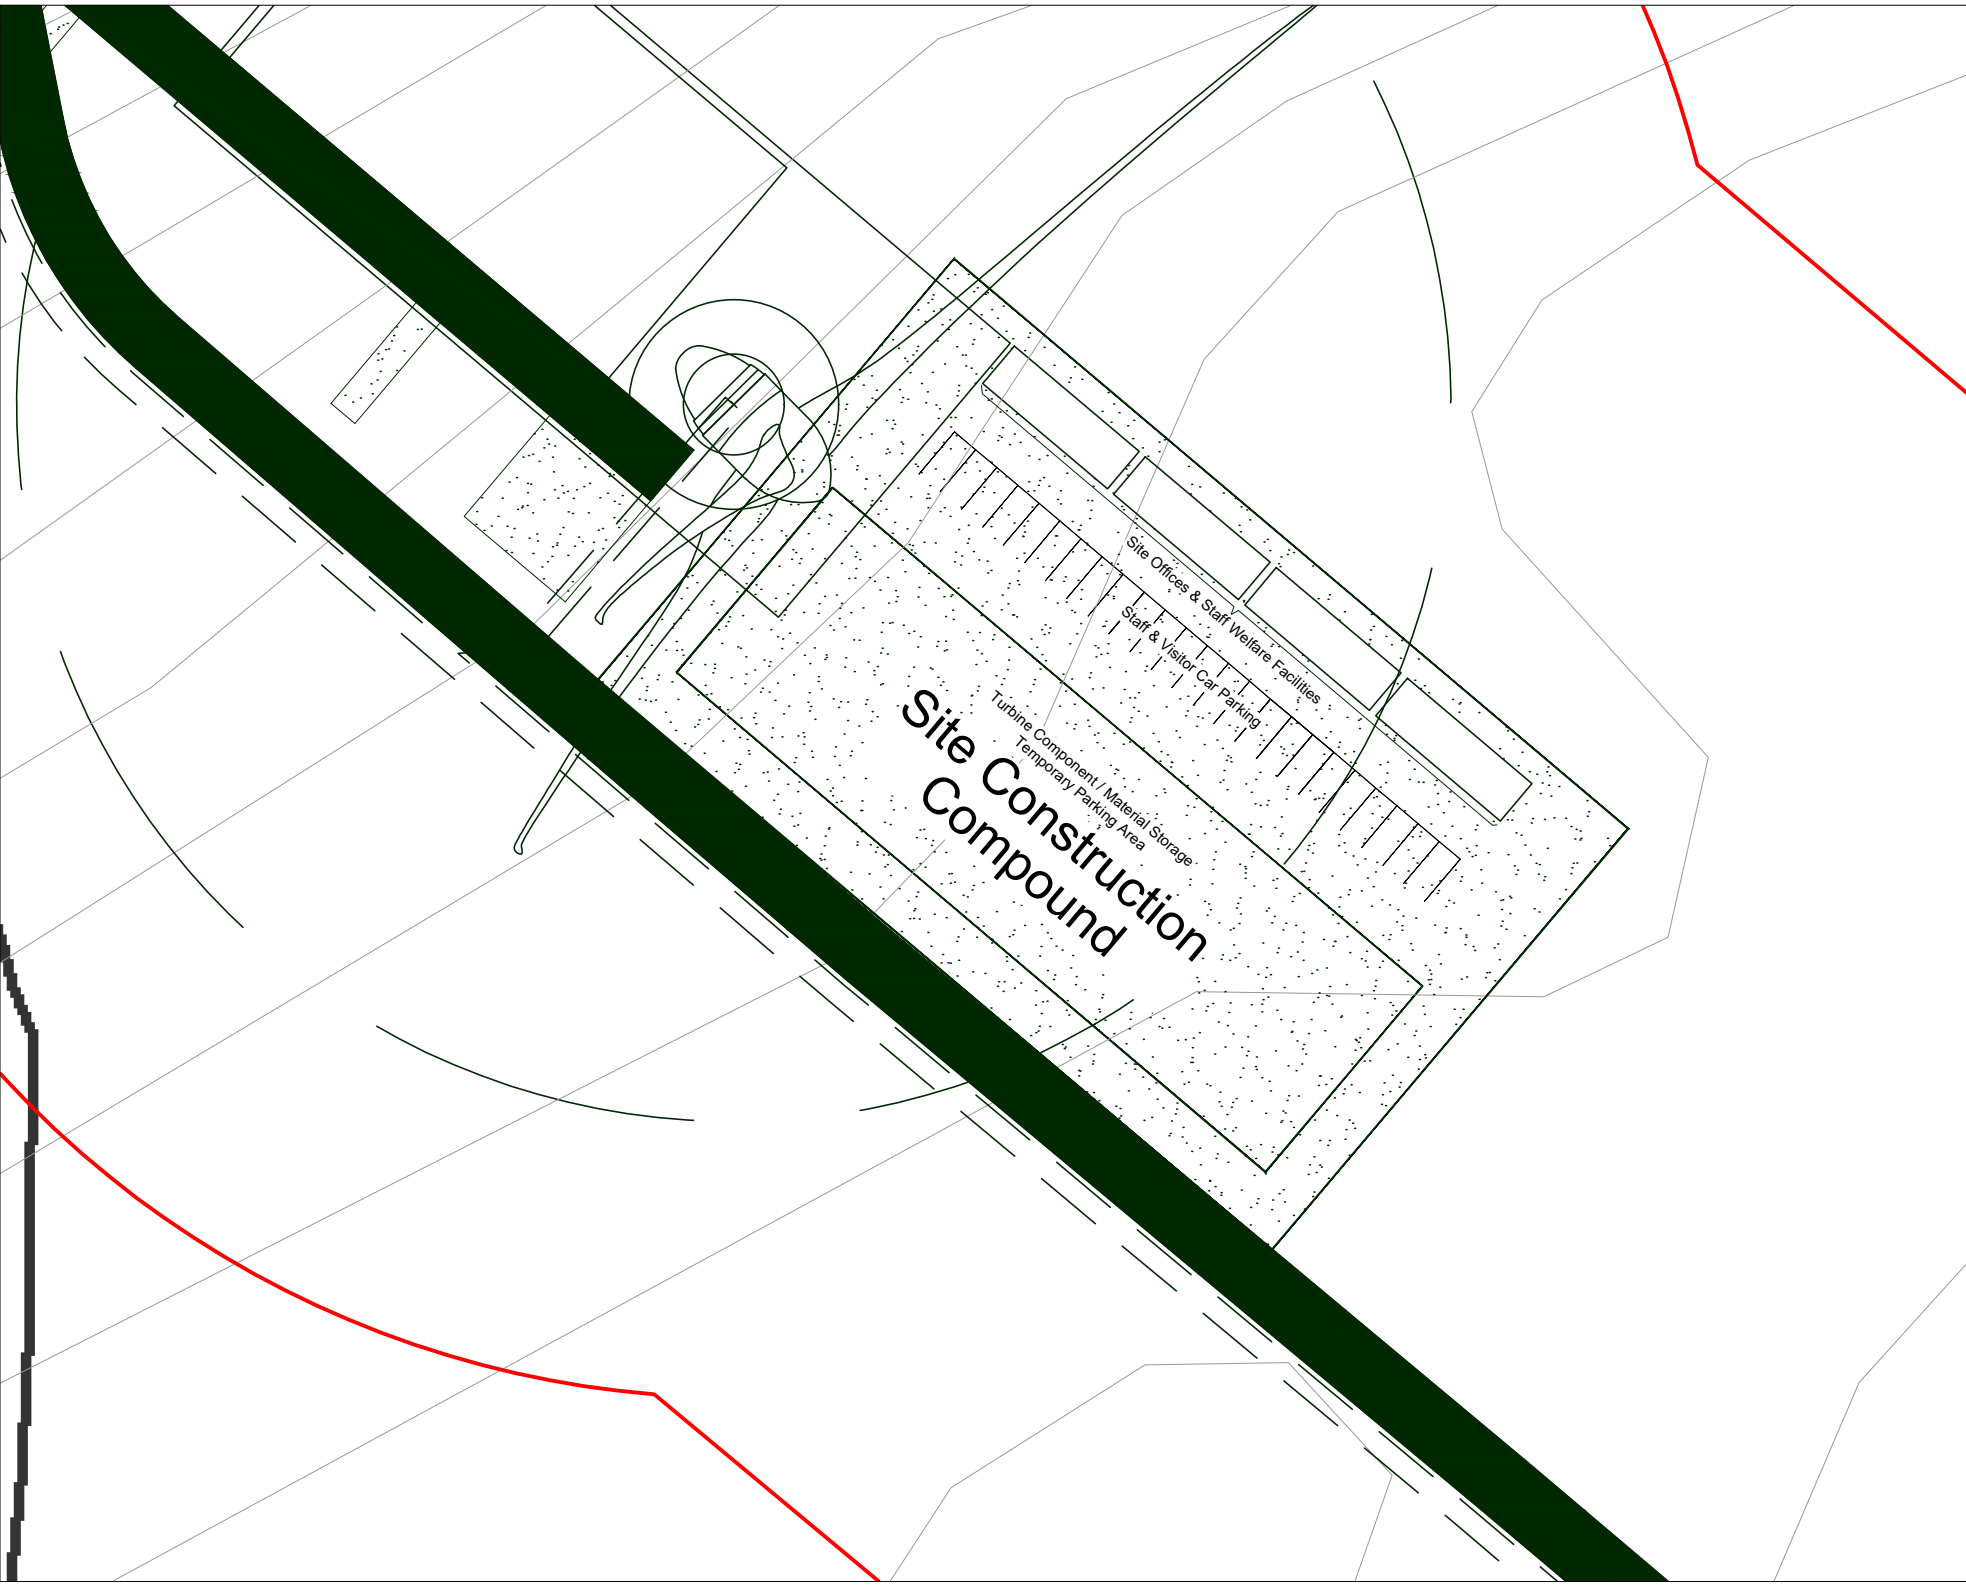 Site Offices & Staff Welfare Facilities
Staff & Visitor Car Parking
Turbine Component / Material Storage
Temporary Parking Area
Site Construction
Compound